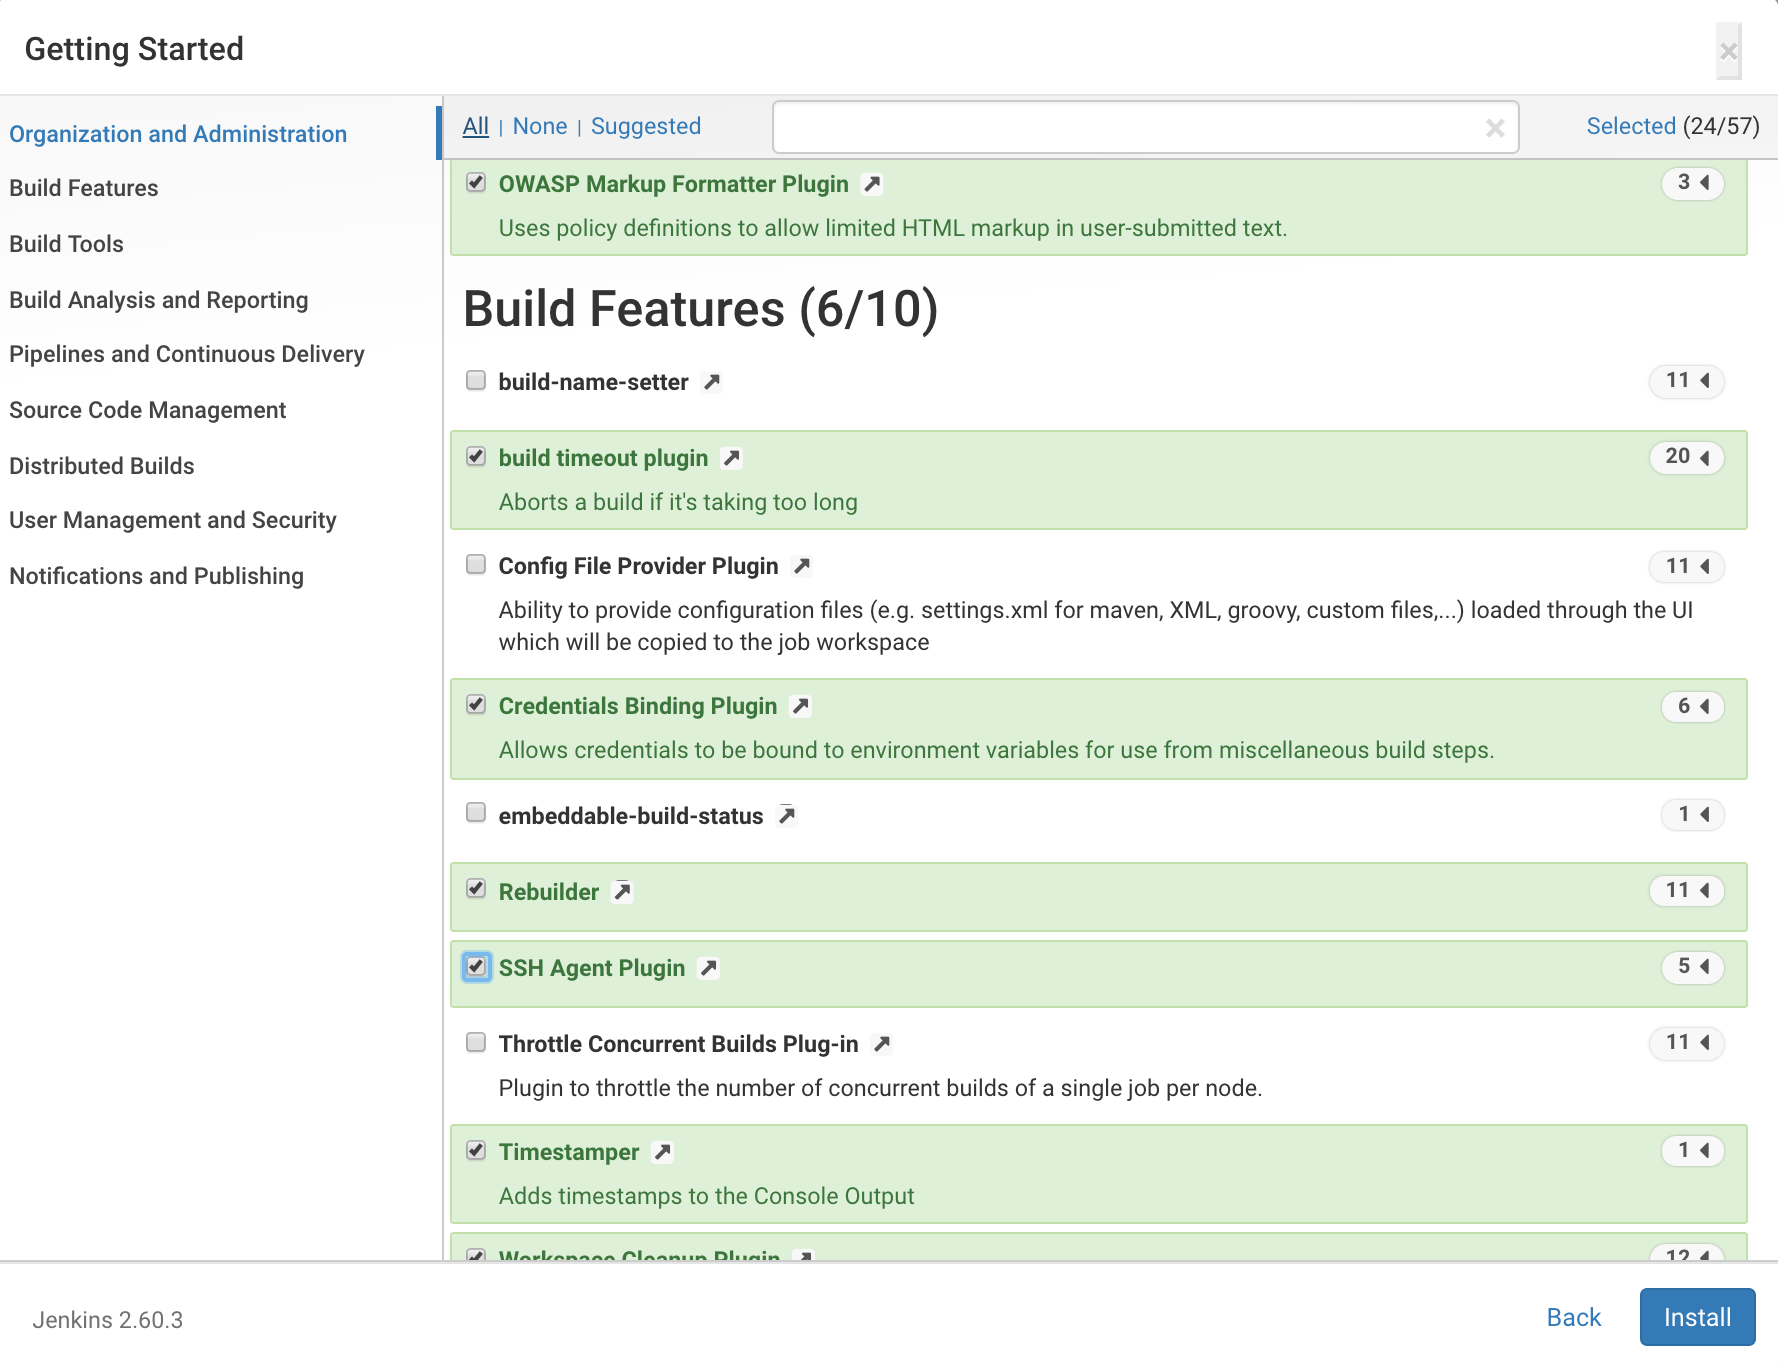 Getting Started
×
Organization and Administration
Build Features
Build Tools
Build Analysis and Reporting
Pipelines and Continuous Delivery
Source Code Management
Distributed Builds
User Management and Security
Notifications and Publishing
All | None | Suggested
×
Selected (24/57)
OWASP Markup Formatter Plugin
3
Uses policy definitions to allow limited HTML markup in user-submitted text.
Build Features (6/10)
build-name-setter
11
build timeout plugin
20
Aborts a build if it's taking too long
Config File Provider Plugin
11
Ability to provide configuration files (e.g. settings.xml for maven, XML, groovy, custom files,...) loaded through the UI
which will be copied to the job workspace
Credentials Binding Plugin
6
Allows credentials to be bound to environment variables for use from miscellaneous build steps.
embeddable-build-status
1
Rebuilder
11
SSH Agent Plugin
5
Throttle Concurrent Builds Plug-in
11
Plugin to throttle the number of concurrent builds of a single job per node.
Timestamper
1
Adds timestamps to the Console Output
Workspace Cleanup Plugin
12
Jenkins 2.60.3
Back
Install